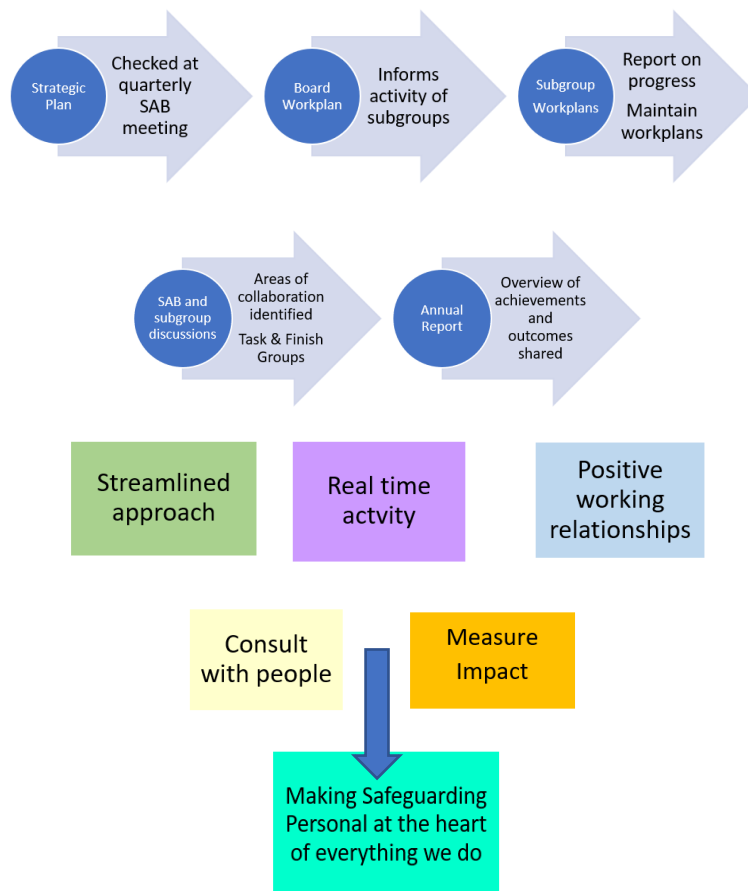 Strategic
Plan
Checked at
quarterly
SAB
meeting
Board
Workplan
Informs
activity of
subgroups
Subgroup
Workplans
Report on
progress
Maintain
workplans
SAB and
subgroup
discussions
Areas of
collaboration
identified
Task & Finish
Groups
Annual
Report
Overview of
achievements
and
outcomes
shared
Streamlined
approach
Real time
actvity
Positive
working
relationships
Consult
with people
Measure
Impact
Making Safeguarding
Personal at the heart
of everything we do